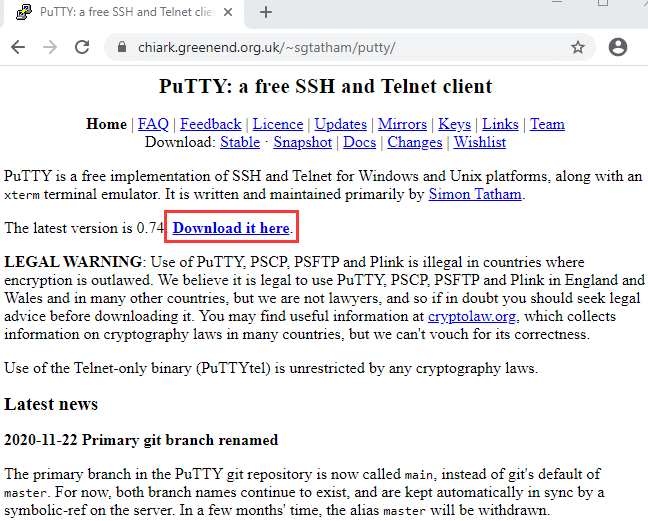 PuTTY: a free SSH and Telnet clie
chiark.greenend.org.uk/~sgtatham/putty/
PuTTY: a free SSH and Telnet client
Home | FAQ | Feedback | Licence | Updates | Mirrors | Keys | Links | Team
Download: Stable · Snapshot | Docs | Changes | Wishlist
PuTTY is a free implementation of SSH and Telnet for Windows and Unix platforms, along with an
xterm terminal emulator. It is written and maintained primarily by Simon Tatham.
The latest version is 0.74 Download it here.
LEGAL WARNING: Use of PuTTY, PSCP, PSFTP and Plink is illegal in countries where
encryption is outlawed. We believe it is legal to use PuTTY, PSCP, PSFTP and Plink in England and
Wales and in many other countries, but we are not lawyers, and so if in doubt you should seek legal
advice before downloading it. You may find useful information at cryptolaw.org, which collects
information on cryptography laws in many countries, but we can't vouch for its correctness.
Use of the Telnet-only binary (PuTTYtel) is unrestricted by any cryptography laws.
Latest news
2020-11-22 Primary git branch renamed
The primary branch in the PuTTY git repository is now called main, instead of git's default of
master. For now, both branch names continue to exist, and are kept automatically in sync by a
symbolic-ref on the server. In a few months' time, the alias master will be withdrawn.